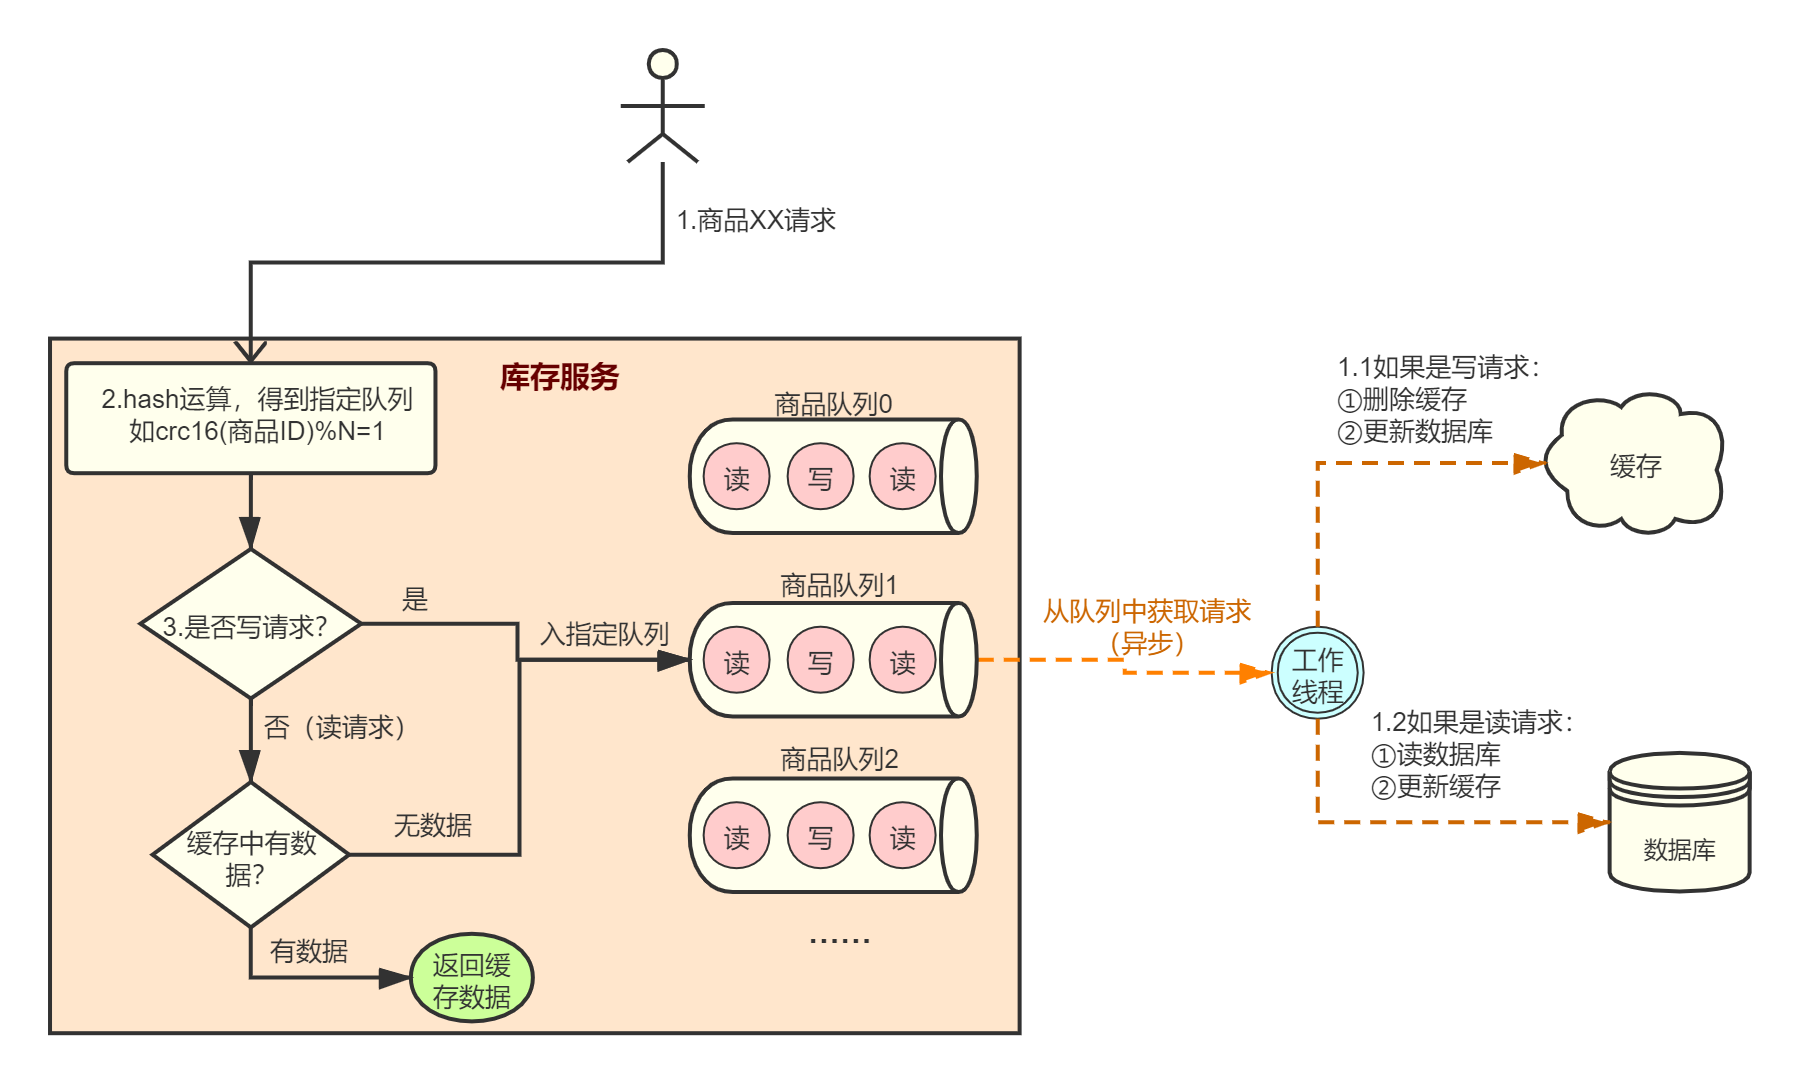 1.商品XX请求
库存服务
2.hash运算，得到指定队列
如crc16(商品ID)%N=1
3.是否写请求？
是
否（读请求）
缓存中有数
据？
无数据
有数据
返回缓
存数据
入指定队列
商品队列0
读 写 读
商品队列1
读 写 读
商品队列2
读 写 读
......
从队列中获取请求
（异步）
工作
线程
1.1如果是写请求：
①删除缓存
②更新数据库
缓存
1.2如果是读请求：
①读数据库
②更新缓存
数据库